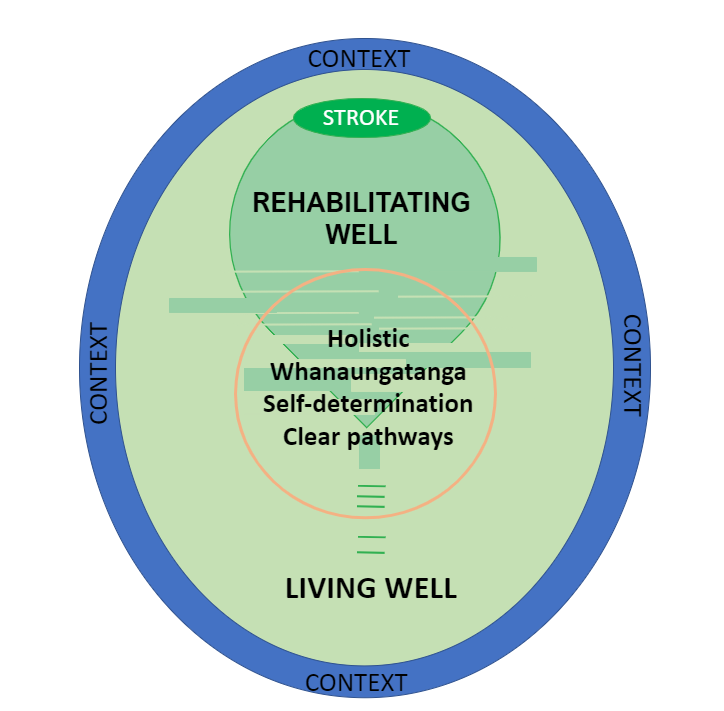 CONTEXT
STROKE
REHABILITATING
WELL
CONTEXT
CONTEXT
Holistic
Whanaungatanga
Self-determination
Clear pathways
LIVING WELL
CONTEXT